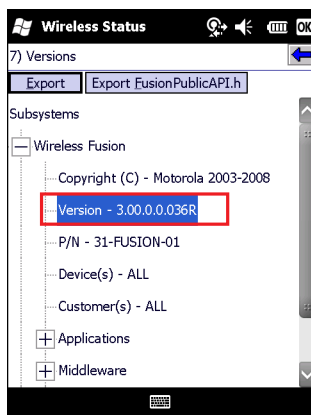 Wireless Status
OK
7) Versions
Export
Export FusionPublicAPI.h
Subsystems
Wireless Fusion
Copyright (C) - Motorola 2003-2008
Version - 3.00.0.0.036R
P/N - 31-FUSION-01
Device(s) - ALL
Customer(s) - ALL
Applications
Middleware